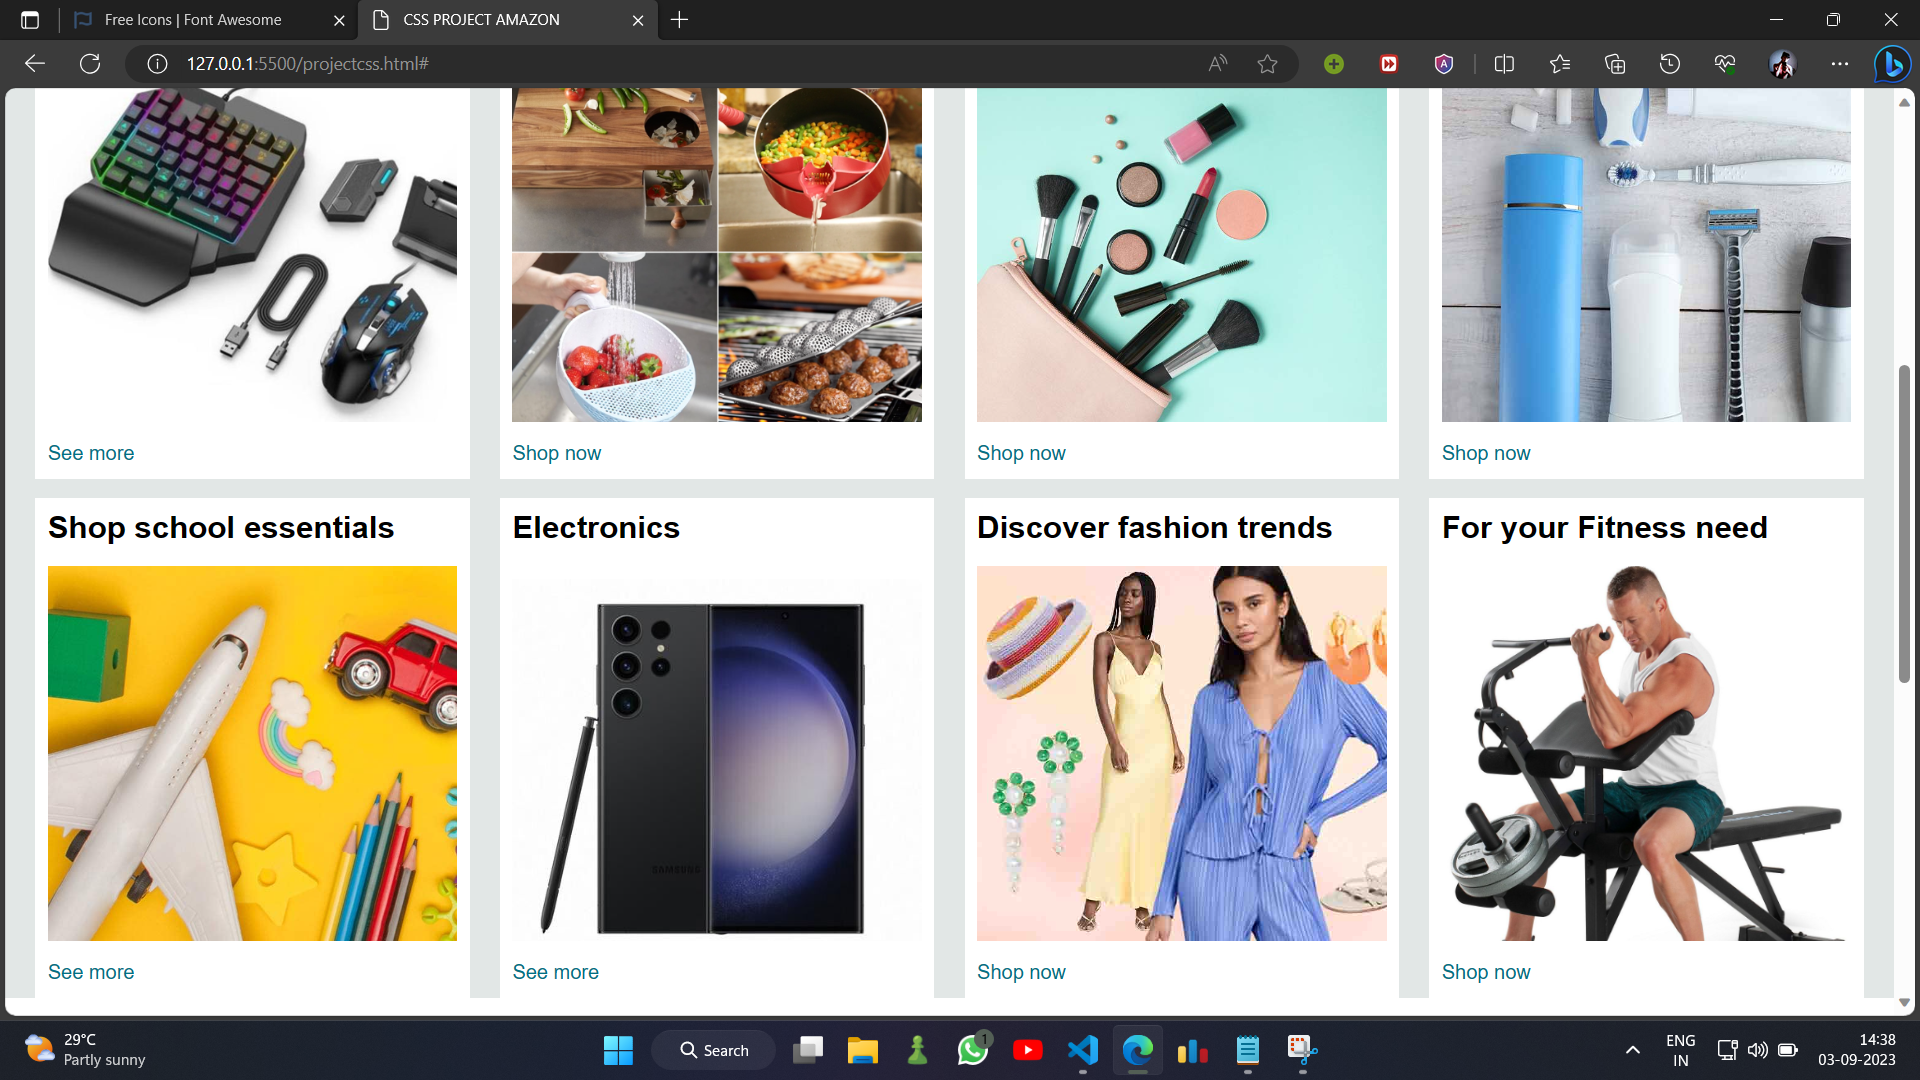 Free Icons | Font Awesome
CSS PROJECT AMAZON
127.0.0.1:5500/projectcss.html#
See more
Shop now
Shop now
Shop now
Shop school essentials
Electronics
Discover fashion trends
For your Fitness need
SAMSUNG
See more
See more
Shop now
Shop now
29°C
Partly sunny
Search
1
ENG
IN
14:38
03-09-2023